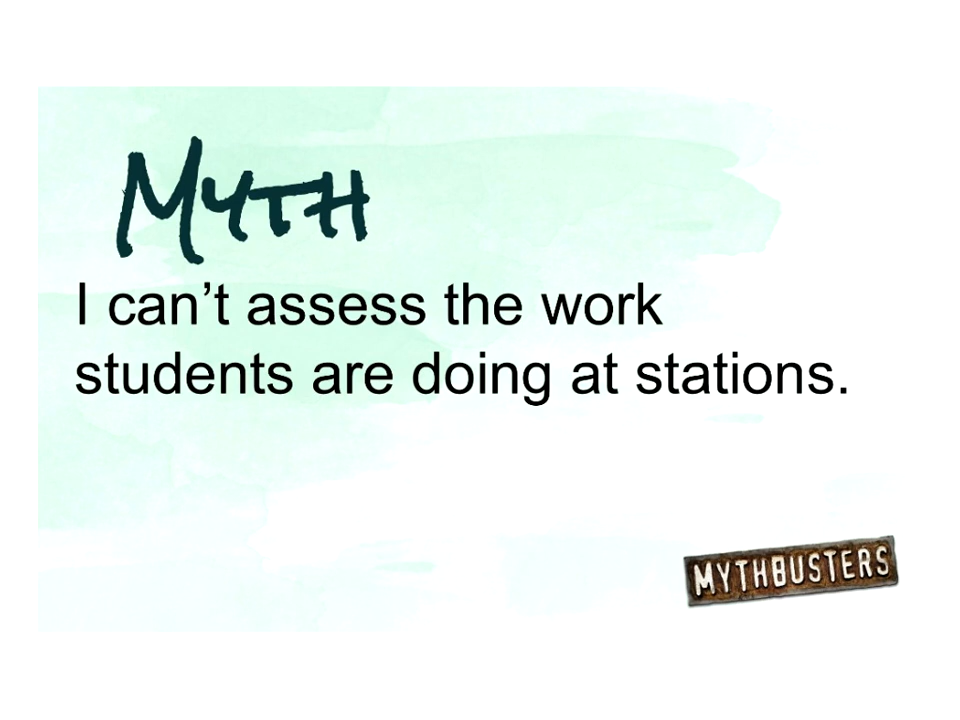 MYTH
I can’t assess the work
students are doing at stations.
MYTHBUSTERS